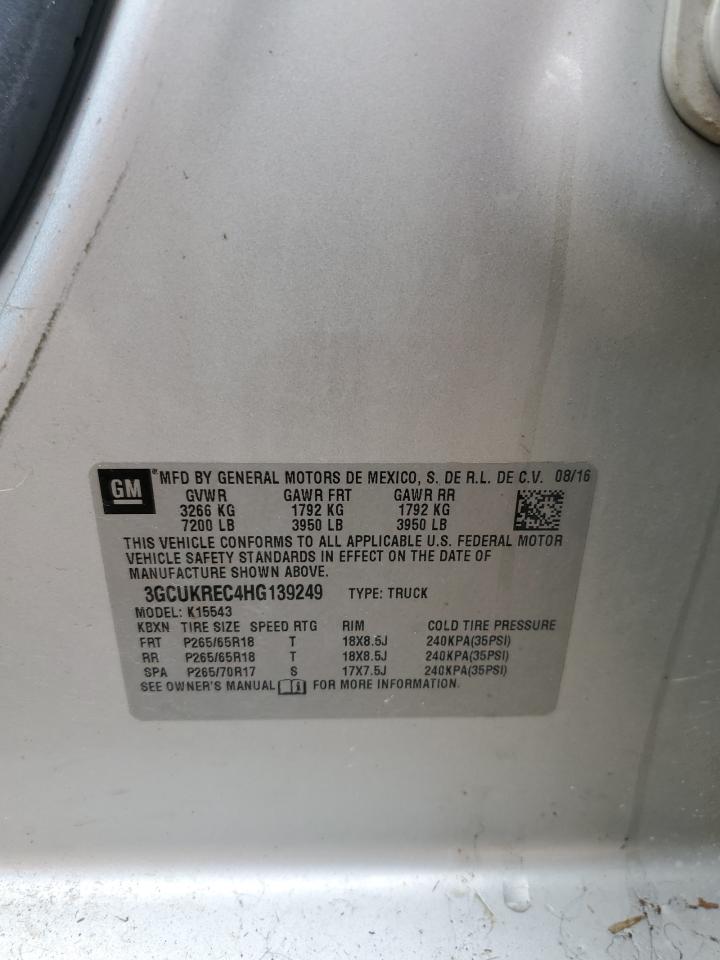 GM ® MFD BY GENERAL MOTORS DE MEXICO, S. DE R.L. DE C.V. 08/16
GVWR GAWR FRT GAWR RR
3266 KG 1792 KG 1792 KG
7200 LB 3950 LB 3950 LB
THIS VEHICLE CONFORMS TO ALL APPLICABLE U.S. FEDERAL MOTOR
VEHICLE SAFETY STANDARDS IN EFFECT ON THE DATE OF
MANUFACTURE SHOWN ABOVE.
3GCUKREC4HG139249 TYPE: TRUCK
MODEL: K15543
KBXN TIRE SIZE SPEED RTG RIM COLD TIRE PRESSURE
FRT P265/65R18 T 18X8.5J 240KPA(35PSI)
RR P265/65R18 T 18X8.5J 240KPA(35PSI)
SPA P265/70R17 S 17X7.5J 240KPA(35PSI)
SEE OWNER'S MANUAL FOR MORE INFORMATION.